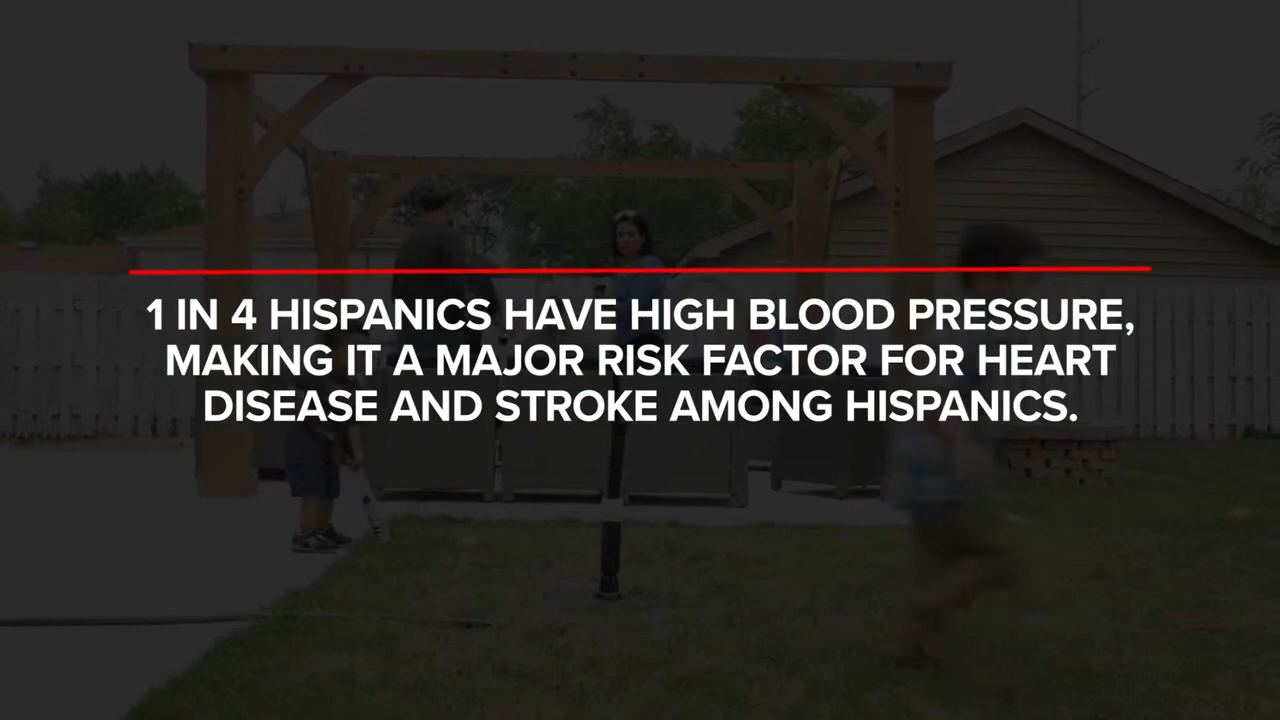 1 IN 4 HISPANICS HAVE HIGH BLOOD PRESSURE,
MAKING IT A MAJOR RISK FACTOR FOR HEART
DISEASE AND STROKE AMONG HISPANICS.